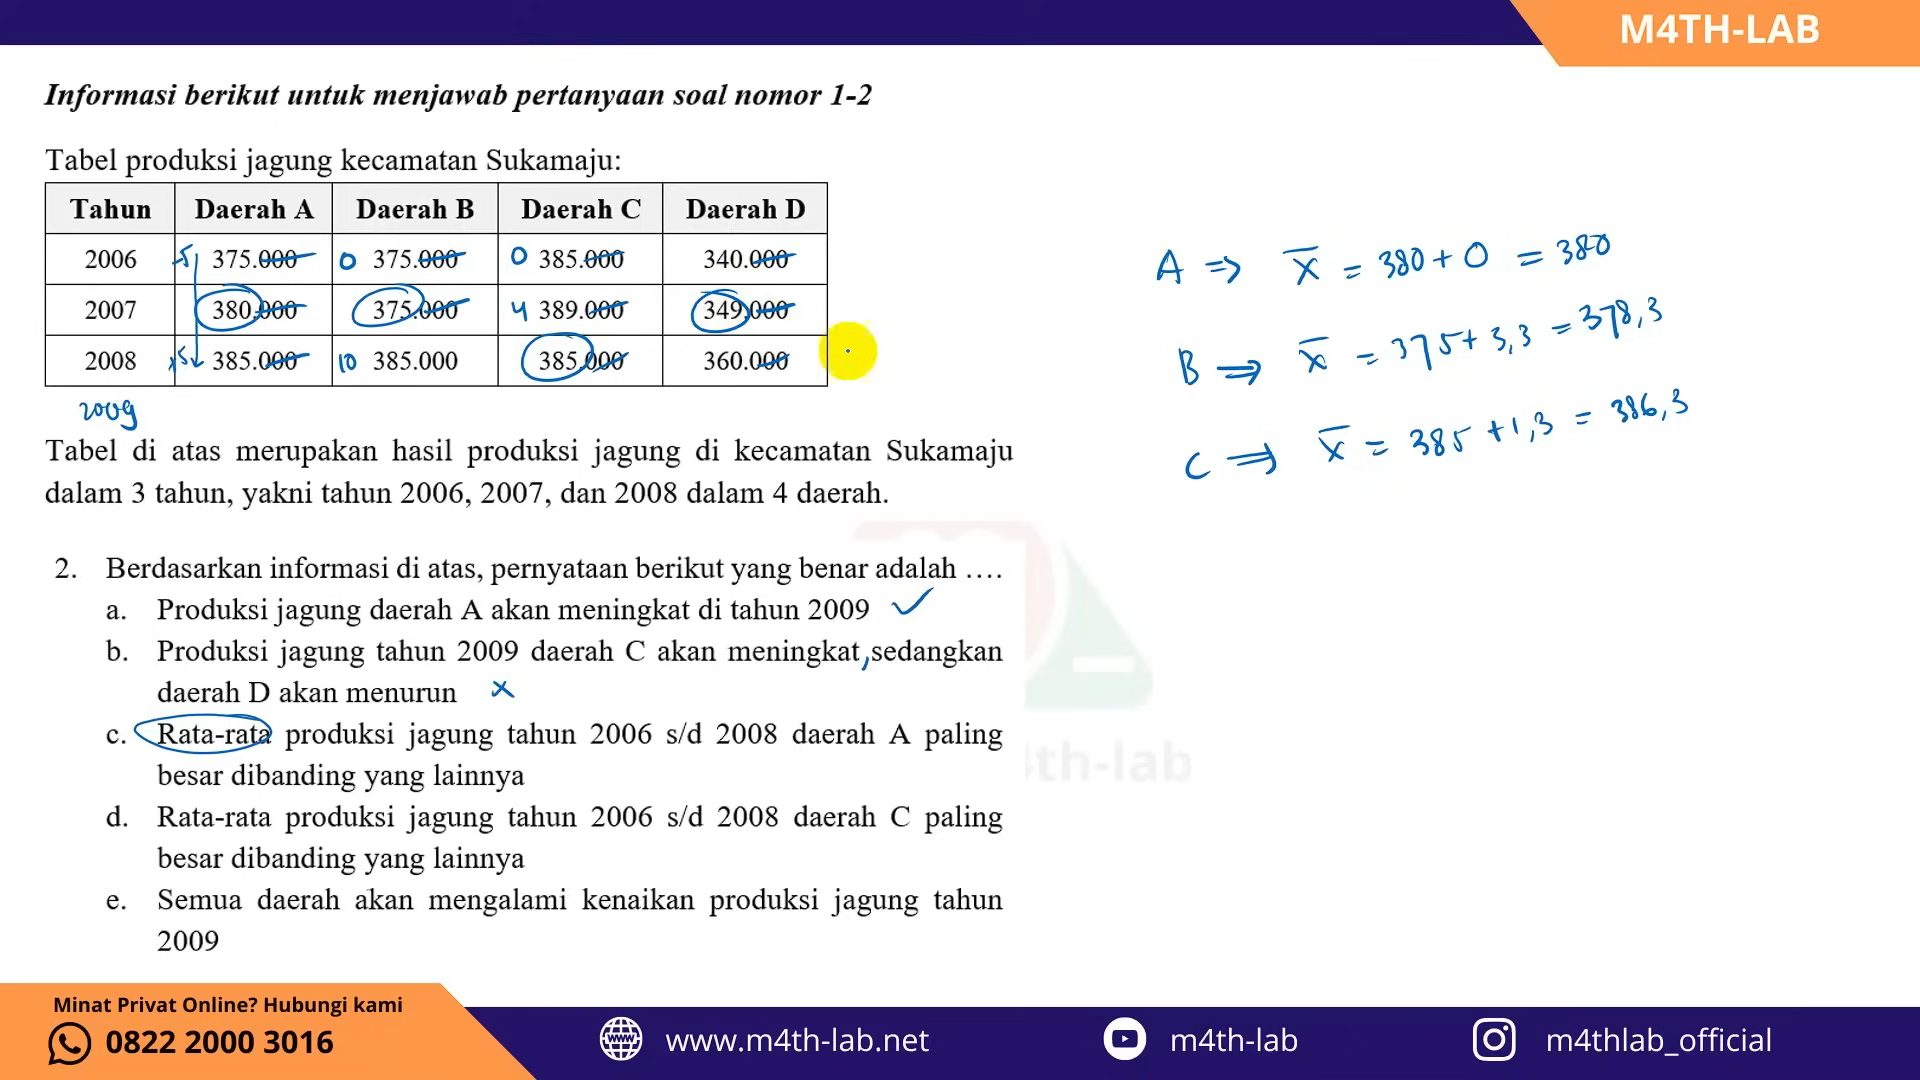 M4TH-LAB
Informasi berikut untuk menjawab pertanyaan soal nomor 1-2
Tabel produksi jagung kecamatan Sukamaju:
Tahun Daerah A Daerah B Daerah C Daerah D
2006 -5 375.000 0 375.000 0 385.000 340.000
2007 380.000 375.000 4 389.000 349.000
2008 +5 385.000 10 385.000 385.000 360.000
2009
Tabel di atas merupakan hasil produksi jagung di kecamatan Sukamaju
dalam 3 tahun, yakni tahun 2006, 2007, dan 2008 dalam 4 daerah.
2. Berdasarkan informasi di atas, pernyataan berikut yang benar adalah ….
a. Produksi jagung daerah A akan meningkat di tahun 2009 ✓
b. Produksi jagung tahun 2009 daerah C akan meningkat,sedangkan
daerah D akan menurun ×
c. Rata-rata produksi jagung tahun 2006 s/d 2008 daerah A paling
besar dibanding yang lainnya
d. Rata-rata produksi jagung tahun 2006 s/d 2008 daerah C paling
besar dibanding yang lainnya
e. Semua daerah akan mengalami kenaikan produksi jagung tahun
2009
A ⇒ x̄ = 380 + 0 = 380
B ⇒ x̄ = 375 + 3,3 = 378,3
C ⇒ x̄ = 385 + 1,3 = 386,3
th-lab
Minat Privat Online? Hubungi kami
0822 2000 3016
www.m4th-lab.net
m4th-lab
m4thlab_official